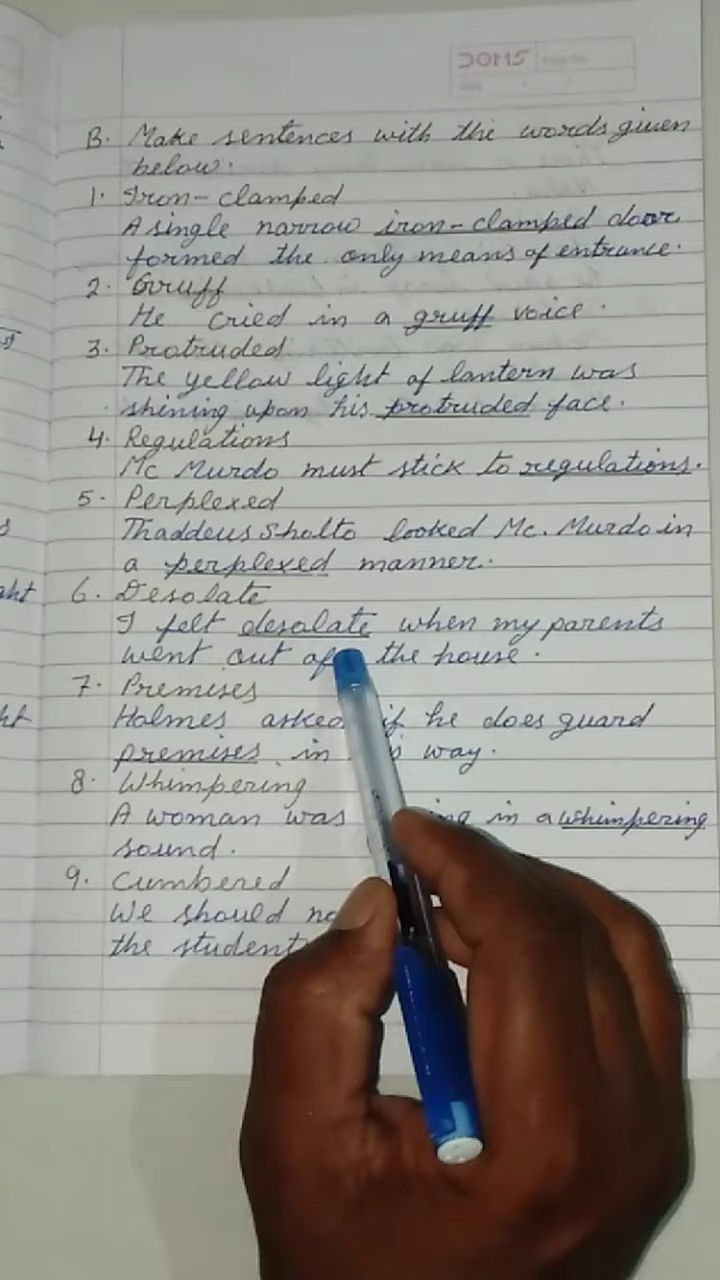 DOMS
B. Make sentences with the words given
below.
1. Iron-clamped
A single narrow iron-clamped door
formed the only means of entrance.
2. Gruff
He cried in a gruff voice.
3. Protruded
The yellow light of lantern was
shining upon his protruded face.
4. Regulations
Mc Murdo must stick to regulations.
5. Perplexed
Thaddeus Sholto looked Mc. Murdo in
a perplexed manner.
6. Desolate
I felt desolate when my parents
went out of the house.
7. Premises
Holmes asked if he does guard
premises in way.
8. Whimpering
A woman was in a whimpering
sound.
9. Cumbered
We should
the student